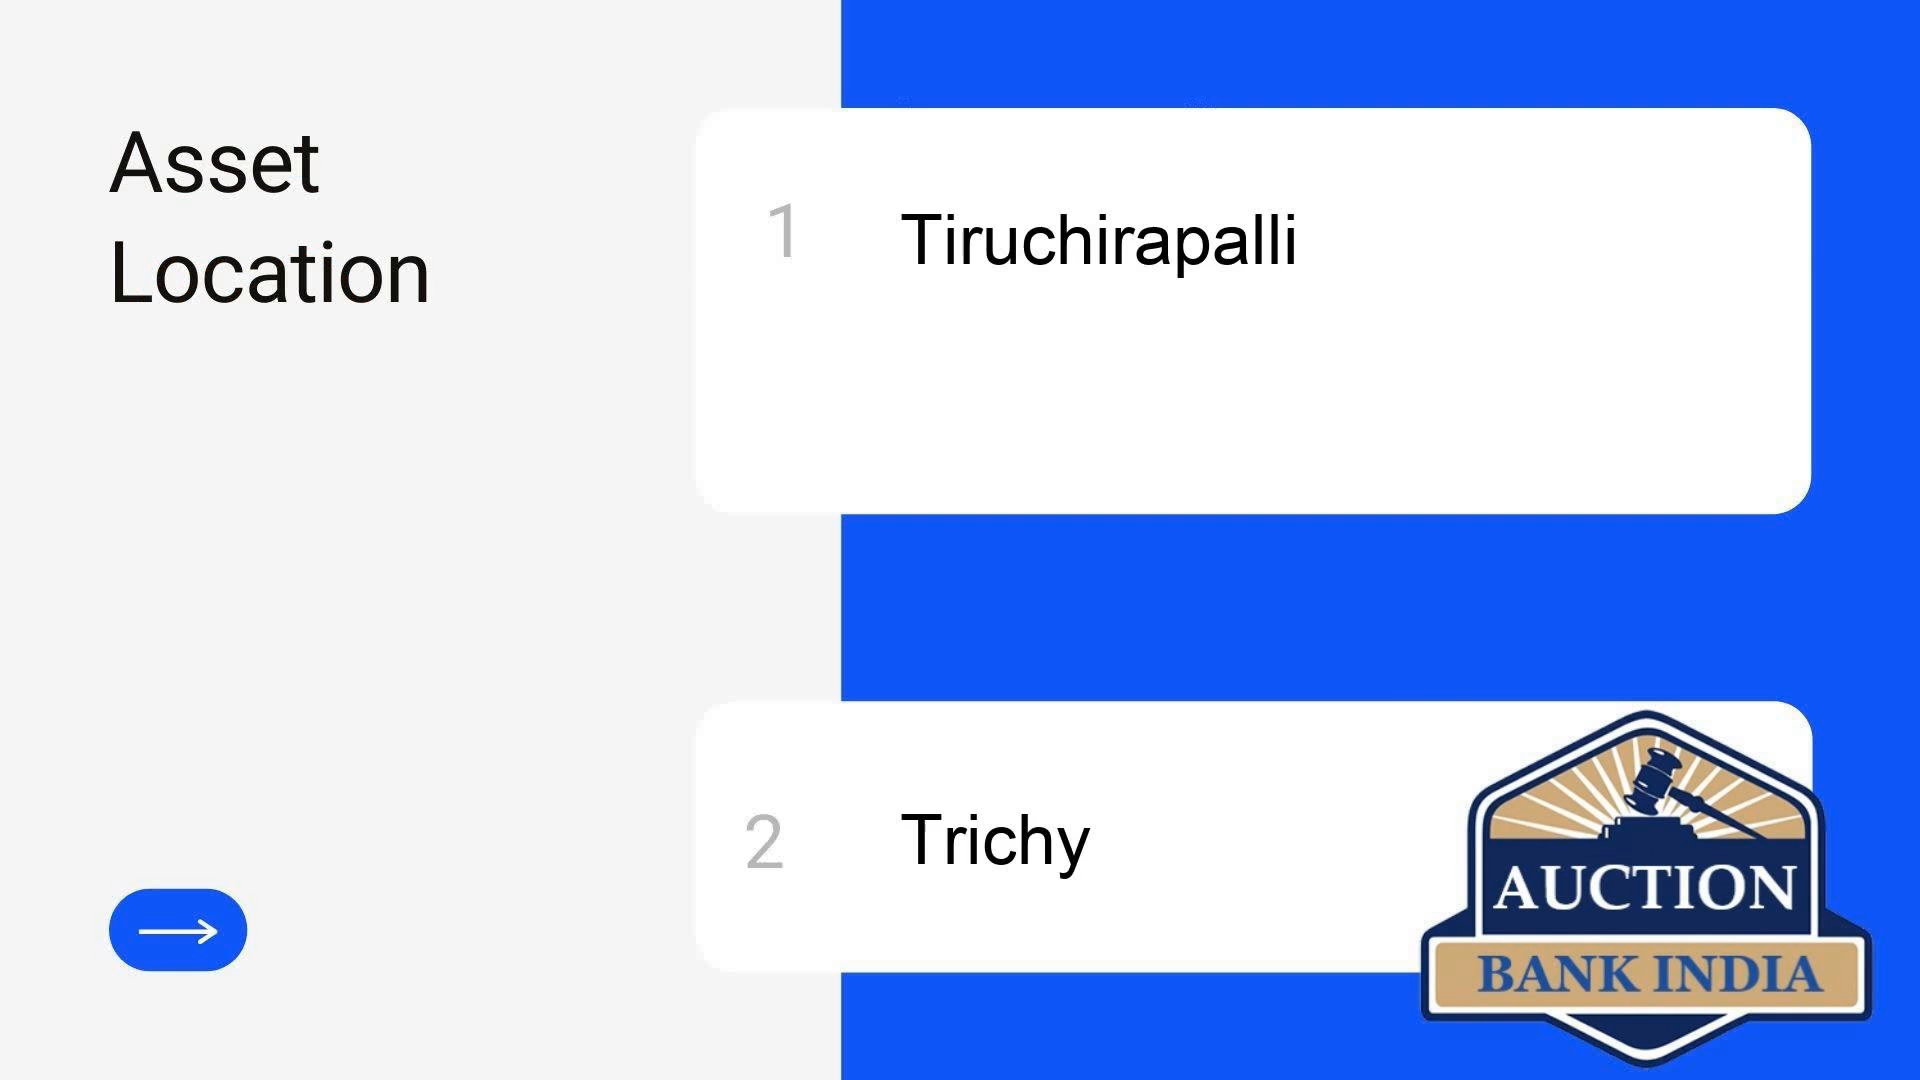 Asset
Location
1
Tiruchirapalli
2
Trichy
AUCTION
BANK INDIA